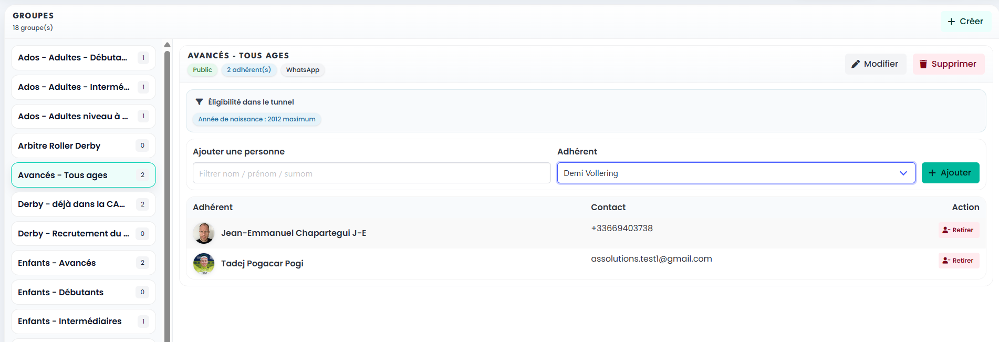 GROUPES
18 groupe(s)
Créer
Ados - Adultes - Débuta... 1
Ados - Adultes - Intermé... 1
Ados - Adultes niveau à ... 1
Arbitre Roller Derby 0
Avancés - Tous ages 2
Derby - déjà dans la CA... 2
Derby - Recrutement du ... 0
Enfants - Avancés 2
Enfants - Débutants 0
Enfants - Intermédiaires 1
AVANCÉS - TOUS AGES
Public 2 adhérent(s) WhatsApp
Modifier Supprimer
Éligibilité dans le tunnel
Année de naissance : 2012 maximum
Ajouter une personne Adhérent
Filtrer nom / prénom / surnom Demi Vollering Ajouter
Adhérent Contact Action
Jean-Emmanuel Chapartegui J-E +33669403738 Retirer
Tadej Pogacar Pogi assolutions.test1@gmail.com Retirer